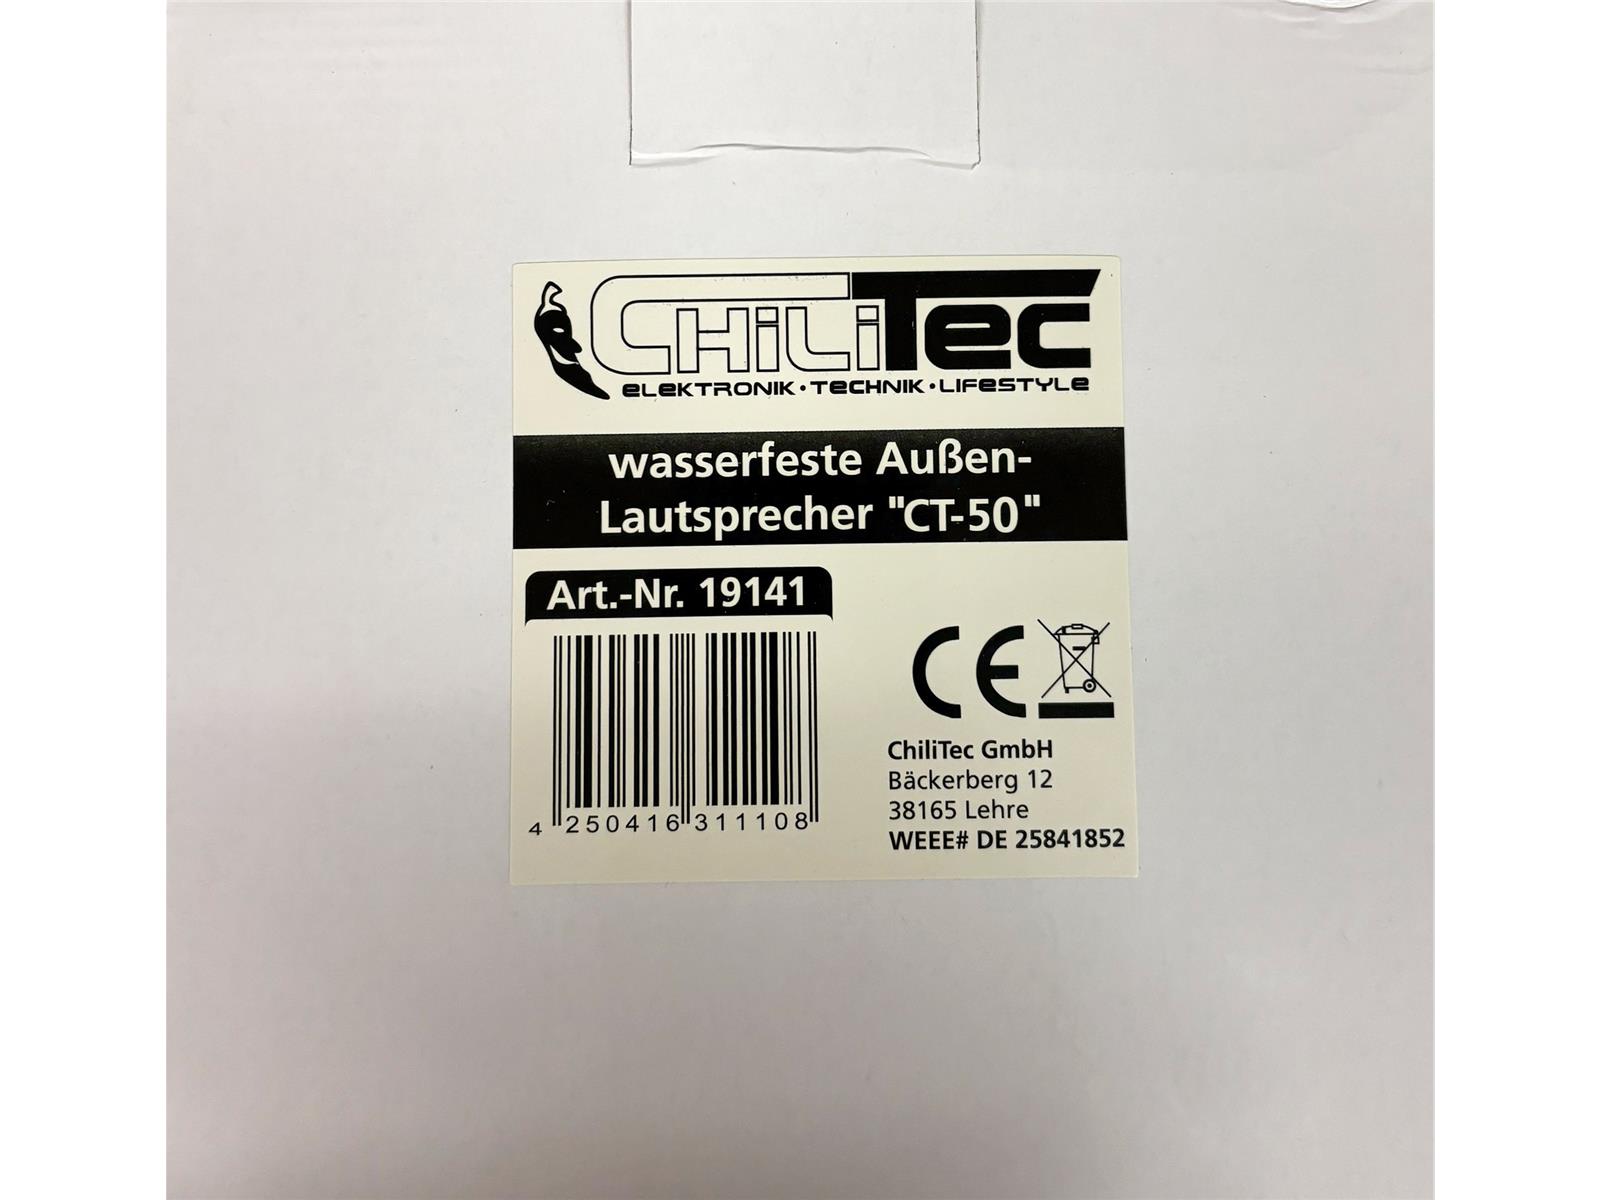 CHiLiTec
ELEKTRONIK · TECHNIK · LIFESTYLE
wasserfeste Außen-
Lautsprecher "CT-50"
Art.-Nr. 19141
4 250416 311108
CE
ChiliTec GmbH
Bäckerberg 12
38165 Lehre
WEEE# DE 25841852